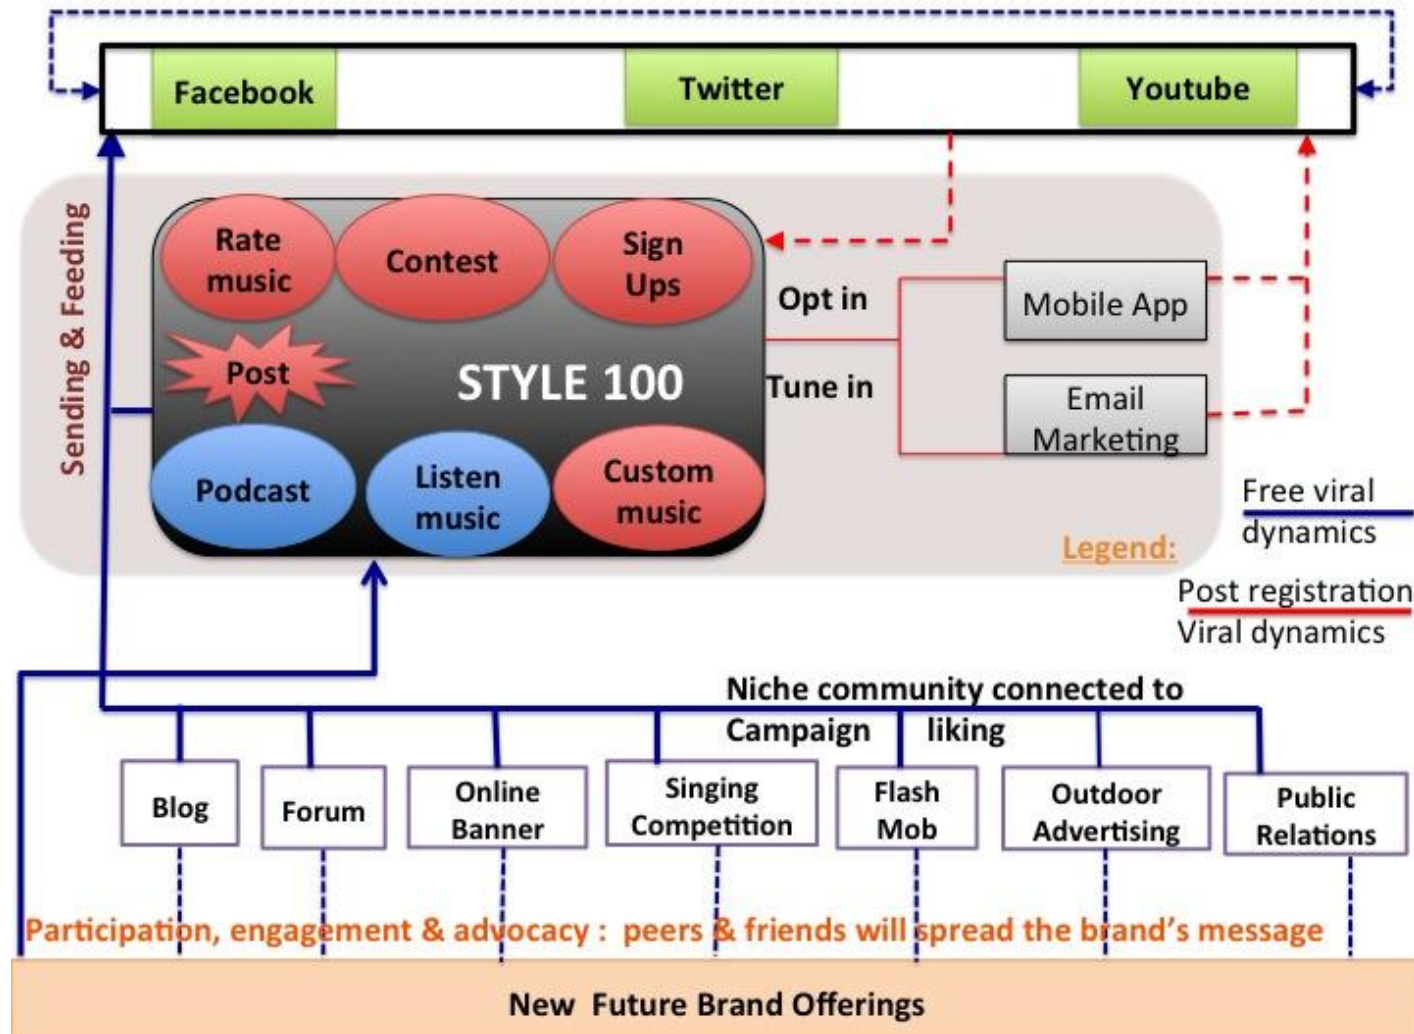 Facebook
Twitter
Youtube
Sending & Feeding
Rate
music
Contest
Sign
Ups
Post
STYLE 100
Podcast
Listen
music
Custom
music
Opt in
Tune in
Mobile App
Email
Marketing
Legend:
Free viral
dynamics
Post registration
Viral dynamics
Niche community connected to
Campaign liking
Blog
Forum
Online
Banner
Singing
Competition
Flash
Mob
Outdoor
Advertising
Public
Relations
Participation, engagement & advocacy : peers & friends will spread the brand's message
New Future Brand Offerings